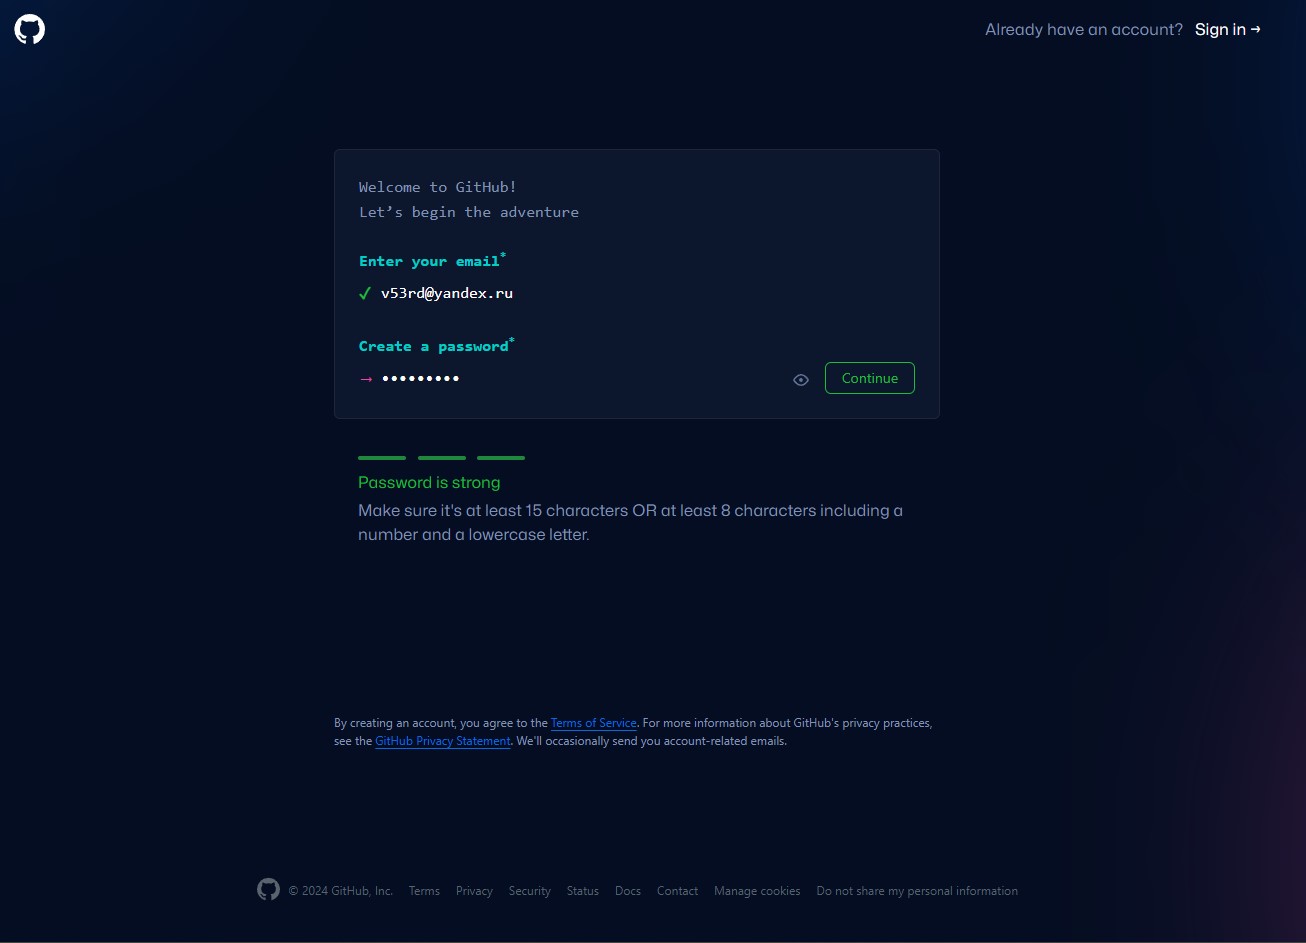 Already have an account? Sign in →
Welcome to GitHub!
Let’s begin the adventure
Enter your email*
✓ v53rd@yandex.ru
Create a password*
→ ••••••••• Continue
Password is strong
Make sure it's at least 15 characters OR at least 8 characters including a
number and a lowercase letter.
By creating an account, you agree to the Terms of Service. For more information about GitHub's privacy practices,
see the GitHub Privacy Statement. We'll occasionally send you account-related emails.
© 2024 GitHub, Inc. Terms Privacy Security Status Docs Contact Manage cookies Do not share my personal information